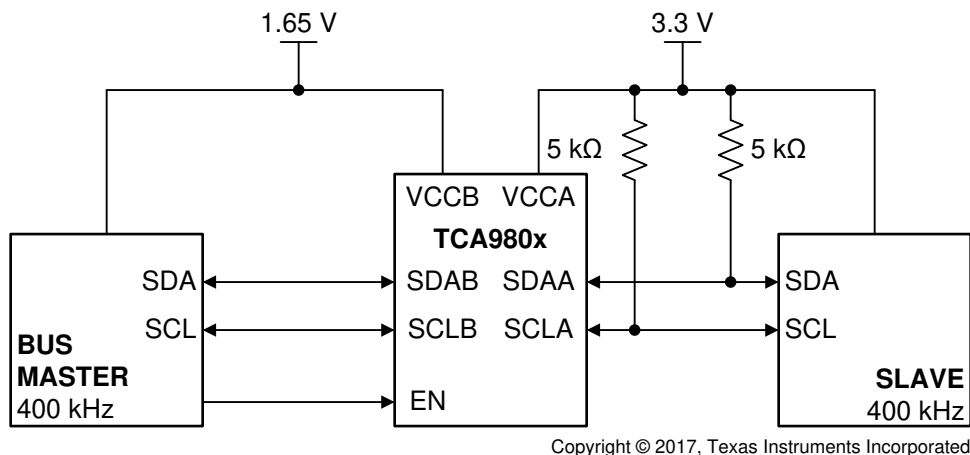 1.65 V
3.3 V
5 kΩ
5 kΩ
VCCB VCCA
TCA980x
SDA
SDAB SDAA
SDA
SCL
SCLB SCLA
SCL
BUS
MASTER
400 kHz
EN
SLAVE
400 kHz
Copyright © 2017, Texas Instruments Incorporated